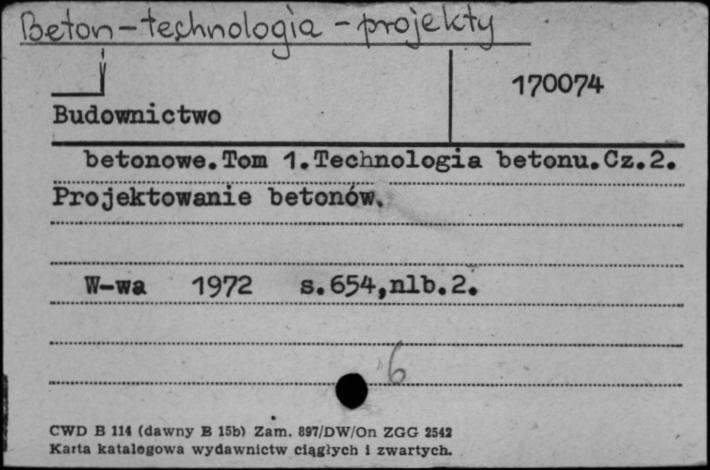 Beton-technologia - projekty
170074
Budownictwo
betonowe.Tom 1.Technologia betonu.Cz.2.
Projektowanie betonów.
W-wa 1972 s.654,nlb.2.
6
CWD B 114 (dawny B 15b) Zam. 897/DW/On ZGG 2542
Karta katalogowa wydawnictw ciągłych i zwartych.